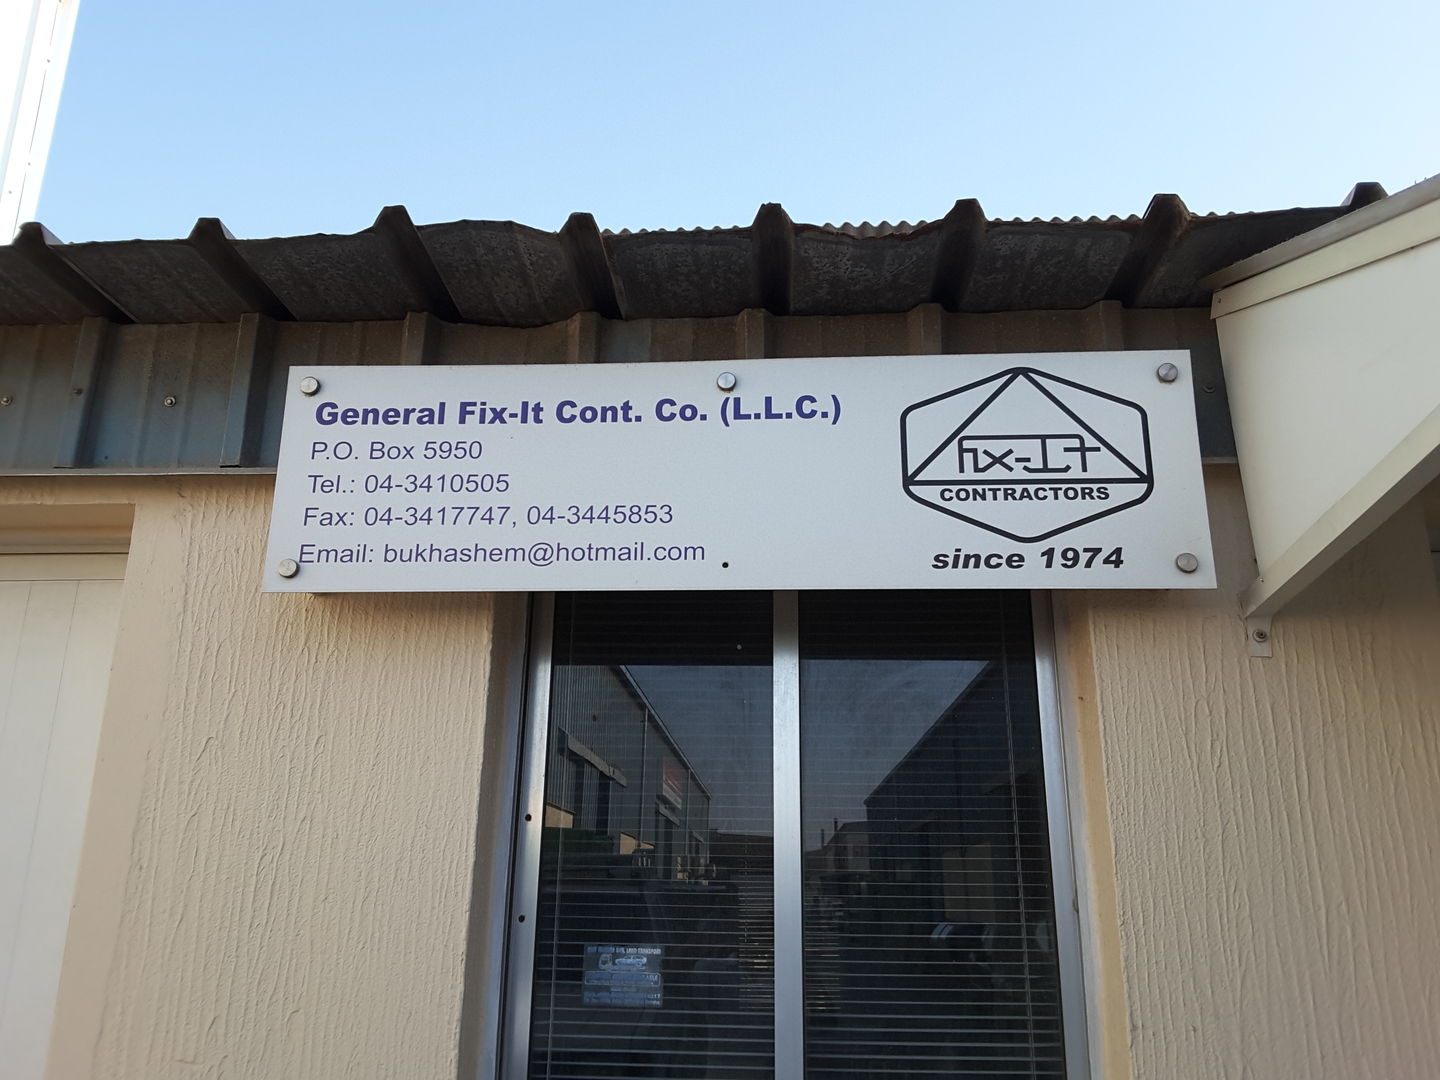 General Fix-It Cont. Co. (L.L.C.)
P.O. Box 5950
Tel.: 04-3410505
Fax: 04-3417747, 04-3445853
Email: bukhashem@hotmail.com
Fix-It
CONTRACTORS
since 1974